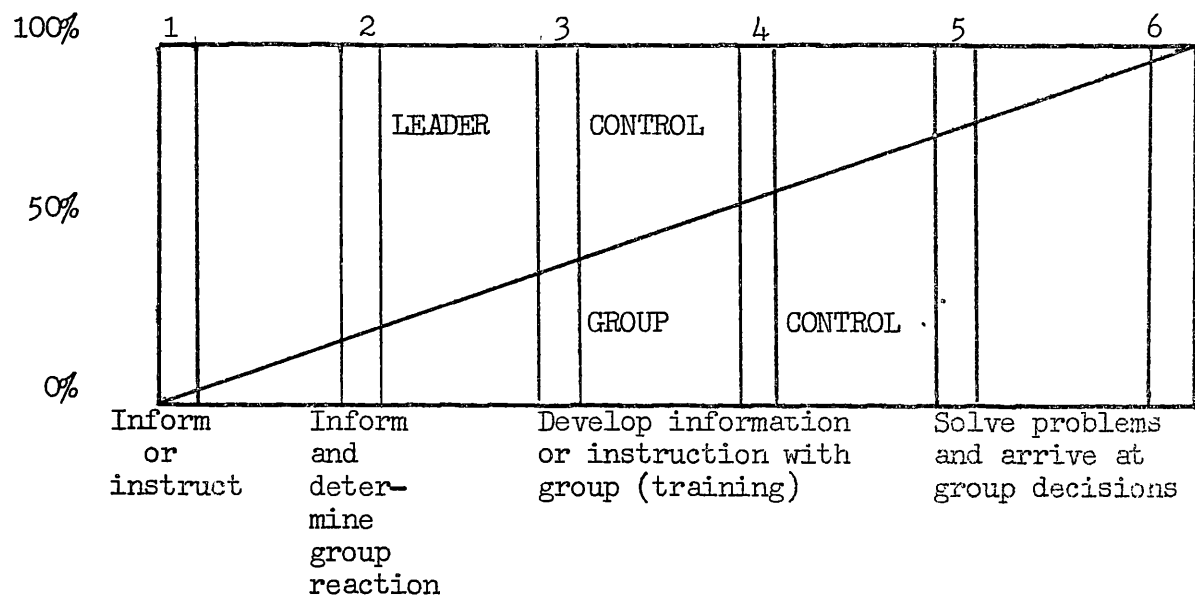 100% 1 2 3 4 5 6
LEADER CONTROL
50%
GROUP CONTROL
0%
Inform
or
instruct
Inform
and
deter-
mine
group
reaction
Develop information
or instruction with
group (training)
Solve problems
and arrive at
group decisions